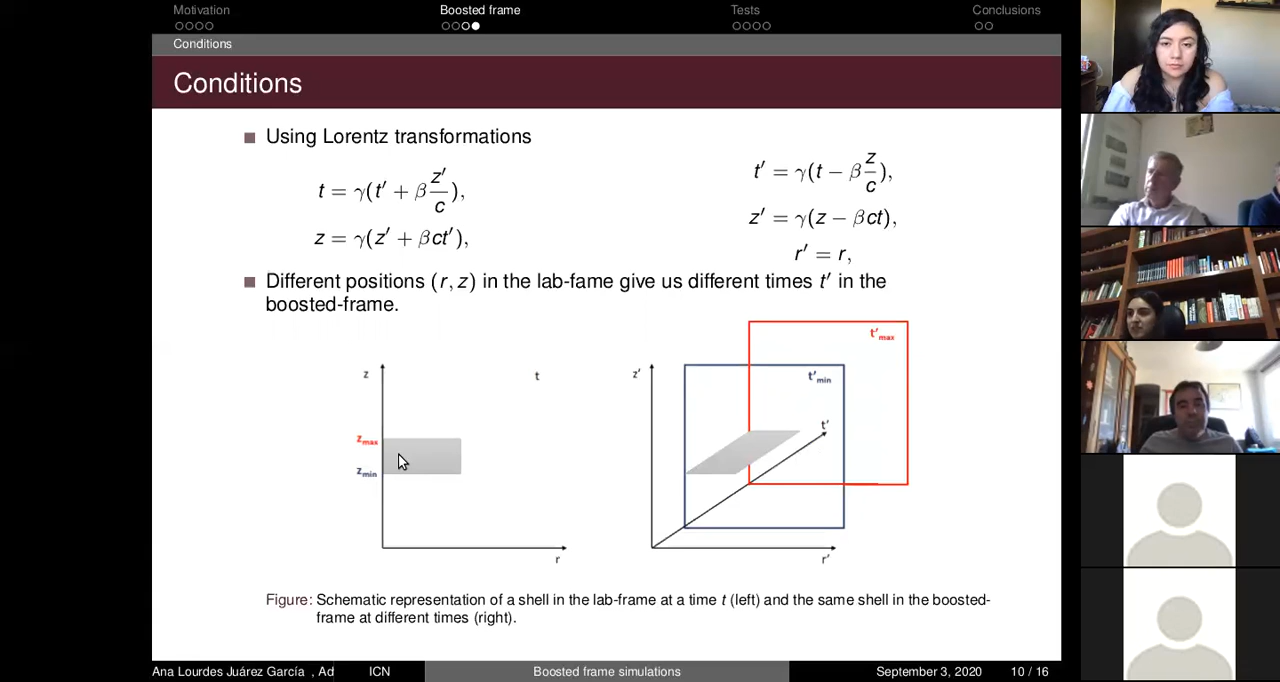 Motivation Boosted frame Tests Conclusions
Conditions
Conditions
Using Lorentz transformations
t = γ(t′ + β z′/c),
z = γ(z′ + βct′),
t′ = γ(t − β z/c),
z′ = γ(z − βct),
r′ = r,
Different positions (r, z) in the lab-fame give us different times t′ in the
boosted-frame.
z
t
zmax
zmin
r
z′
t′max
t′min
t′
r′
Figure: Schematic representation of a shell in the lab-frame at a time t (left) and the same shell in the boosted-
frame at different times (right).
Ana Lourdes Juárez García , Ad ICN Boosted frame simulations September 3, 2020 10 / 16